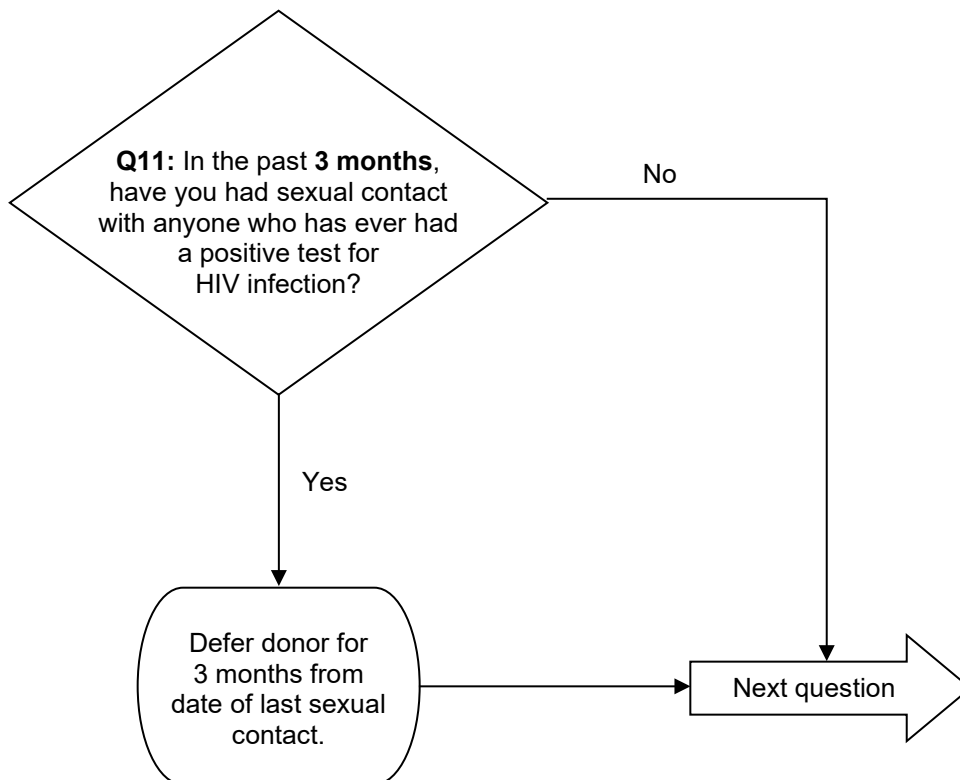 Q11: In the past 3 months,
have you had sexual contact
with anyone who has ever had
a positive test for
HIV infection?
No
Yes
Defer donor for
3 months from
date of last sexual
contact.
Next question